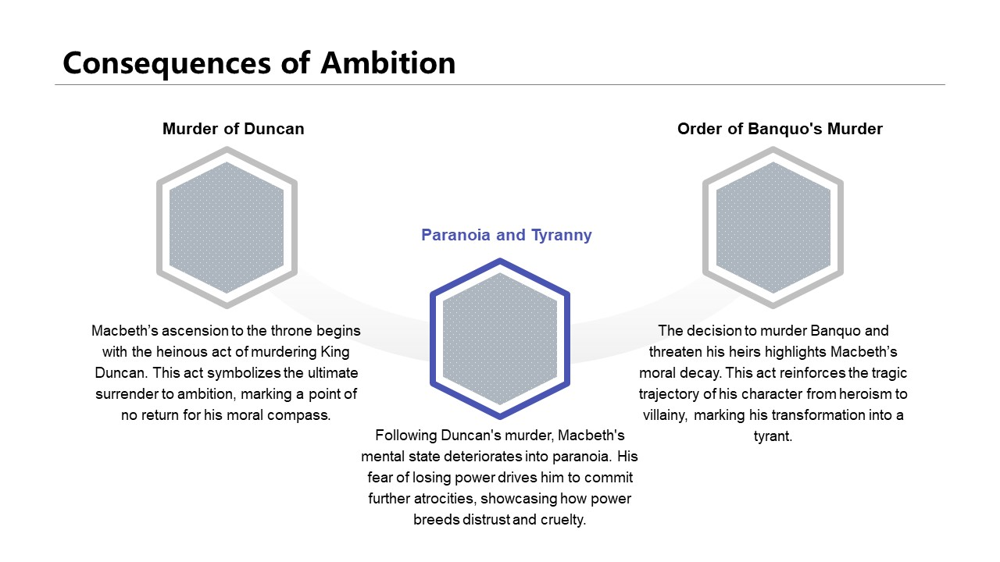 Consequences of Ambition
Murder of Duncan
Macbeth’s ascension to the throne begins
with the heinous act of murdering King
Duncan. This act symbolizes the ultimate
surrender to ambition, marking a point of
no return for his moral compass.
Paranoia and Tyranny
Following Duncan's murder, Macbeth's
mental state deteriorates into paranoia. His
fear of losing power drives him to commit
further atrocities, showcasing how power
breeds distrust and cruelty.
Order of Banquo's Murder
The decision to murder Banquo and
threaten his heirs highlights Macbeth’s
moral decay. This act reinforces the tragic
trajectory of his character from heroism to
villainy, marking his transformation into a
tyrant.